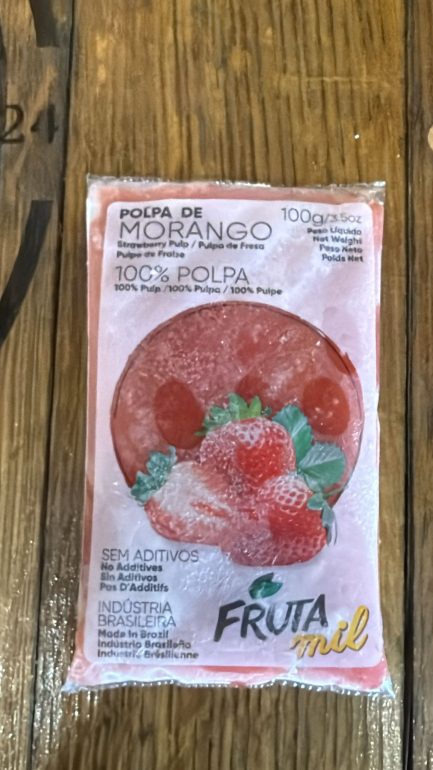 24
POLPA DE
MORANGO
Strawberry Pulp / Pulpa de Fresa
Pulpe de Fraise
100% POLPA
100% Pulp /100% Pulpa / 100% Pulpe
100g/3.5oz
Peso Líquido
Net Weight
Peso Neto
Poids Net
SEM ADITIVOS
No Additives
Sin Aditivos
Pas D'Additifs
INDÚSTRIA
BRASILEIRA
Made in Brazil
Indústria Brasileña
Industrie Brésilienne
FRUTA
mil